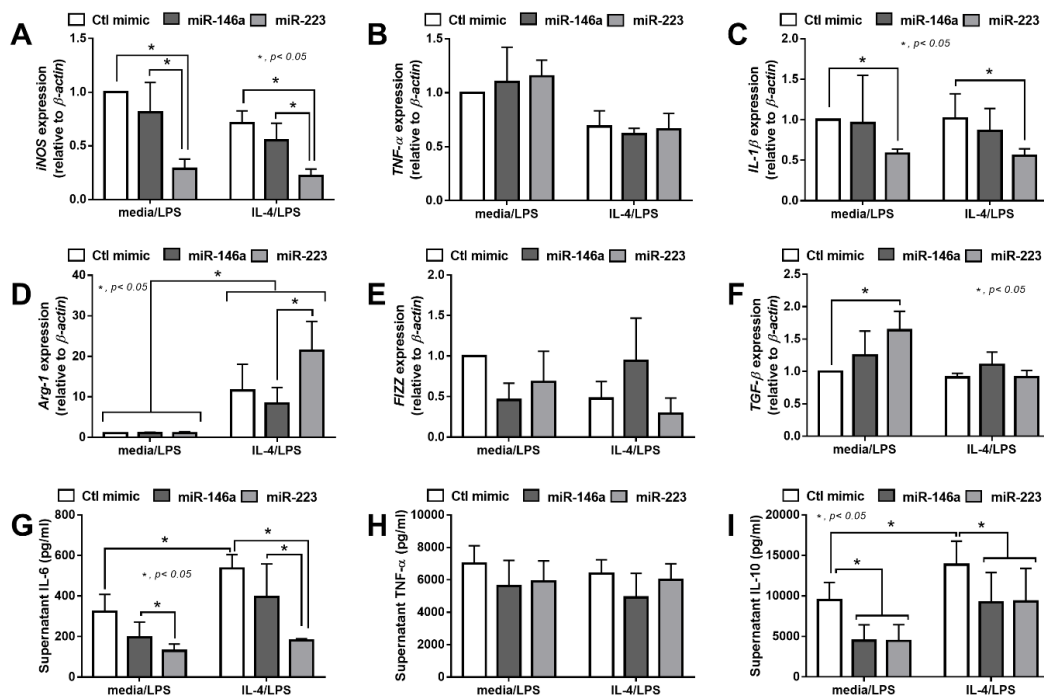 A
Ctl mimic miR-146a miR-223
iNOS expression
(relative to β-actin)
1.5
1.0
0.5
0.0
*
*
*, p< 0.05
*
*
media/LPS IL-4/LPS
B
Ctl mimic miR-146a miR-223
TNF-α expression
(relative to β-actin)
1.5
1.0
0.5
0.0
media/LPS IL-4/LPS
C
Ctl mimic miR-146a miR-223
IL-1β expression
(relative to β-actin)
2.0
1.5
1.0
0.5
0.0
*, p< 0.05
*
*
media/LPS IL-4/LPS
D
Ctl mimic miR-146a miR-223
Arg-1 expression
(relative to β-actin)
40
30
20
10
0
*, p< 0.05
*
*
media/LPS IL-4/LPS
E
Ctl mimic miR-146a miR-223
FIZZ expression
(relative to β-actin)
2.0
1.5
1.0
0.5
0.0
media/LPS IL-4/LPS
F
Ctl mimic miR-146a miR-223
TGF-β expression
(relative to β-actin)
2.5
2.0
1.5
1.0
0.5
0.0
*
*, p< 0.05
media/LPS IL-4/LPS
G
Ctl mimic miR-146a miR-223
Supernatant IL-6 (pg/ml)
800
600
400
200
0
*
*
*
*, p< 0.05
*
media/LPS IL-4/LPS
H
Ctl mimic miR-146a miR-223
Supernatant TNF-α (pg/ml)
10000
8000
6000
4000
2000
0
media/LPS IL-4/LPS
I
Ctl mimic miR-146a miR-223
Supernatant IL-10 (pg/ml)
20000
15000
10000
5000
0
*, p< 0.05
*
*
*
media/LPS IL-4/LPS